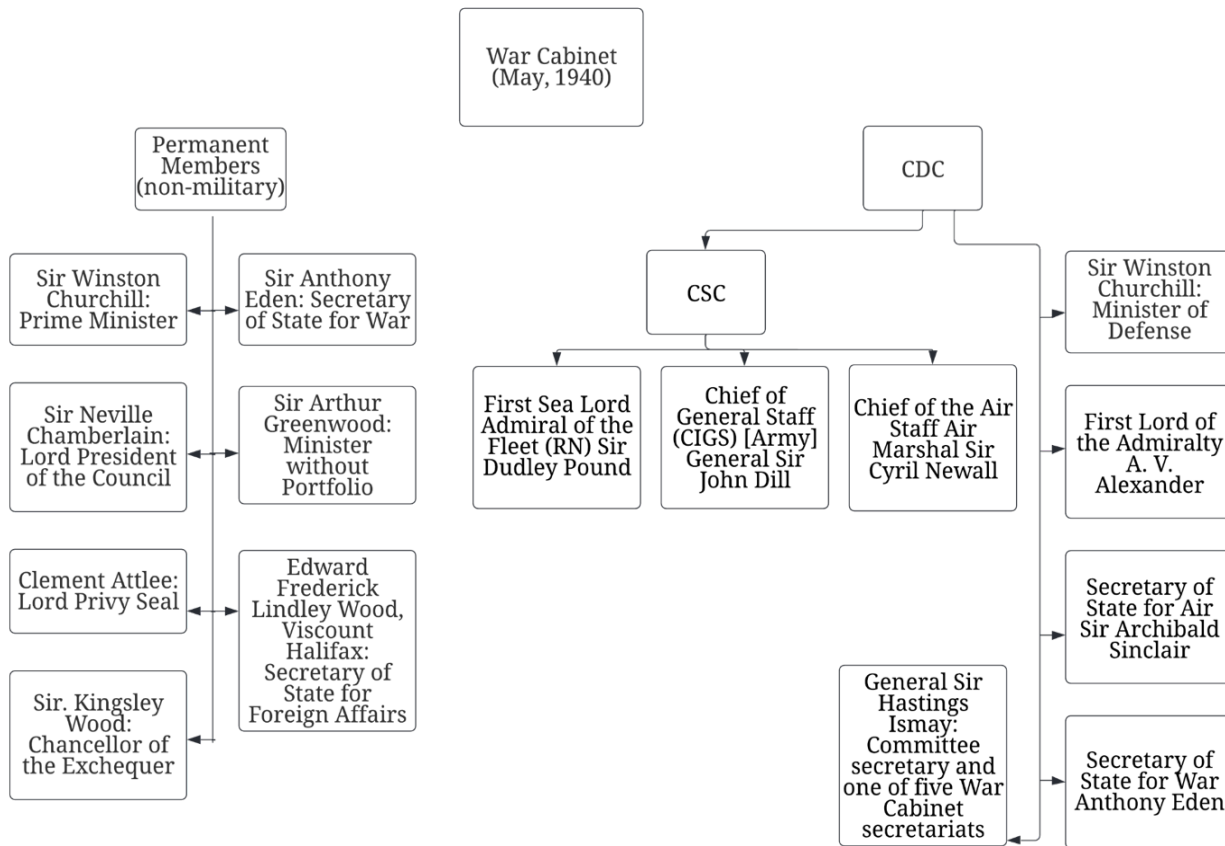 War Cabinet
(May, 1940)
Permanent
Members
(non-military)
CDC
Sir Winston
Churchill:
Prime Minister
Sir Anthony
Eden: Secretary
of State for War
CSC
Sir Winston
Churchill:
Minister of
Defense
Sir Neville
Chamberlain:
Lord President
of the Council
Sir Arthur
Greenwood:
Minister
without
Portfolio
First Sea Lord
Admiral of the
Fleet (RN) Sir
Dudley Pound
Chief of
General Staff
(CIGS) [Army]
General Sir
John Dill
Chief of the Air
Staff Air
Marshal Sir
Cyril Newall
First Lord of
the Admiralty
A. V.
Alexander
Clement Attlee:
Lord Privy Seal
Edward
Frederick
Lindley Wood,
Viscount
Halifax:
Secretary of
State for
Foreign Affairs
Secretary of
State for Air
Sir Archibald
Sinclair
Sir. Kingsley
Wood:
Chancellor of
the Exchequer
General Sir
Hastings
Ismay:
Committee
secretary and
one of five War
Cabinet
secretariats
Secretary of
State for War
Anthony Eden